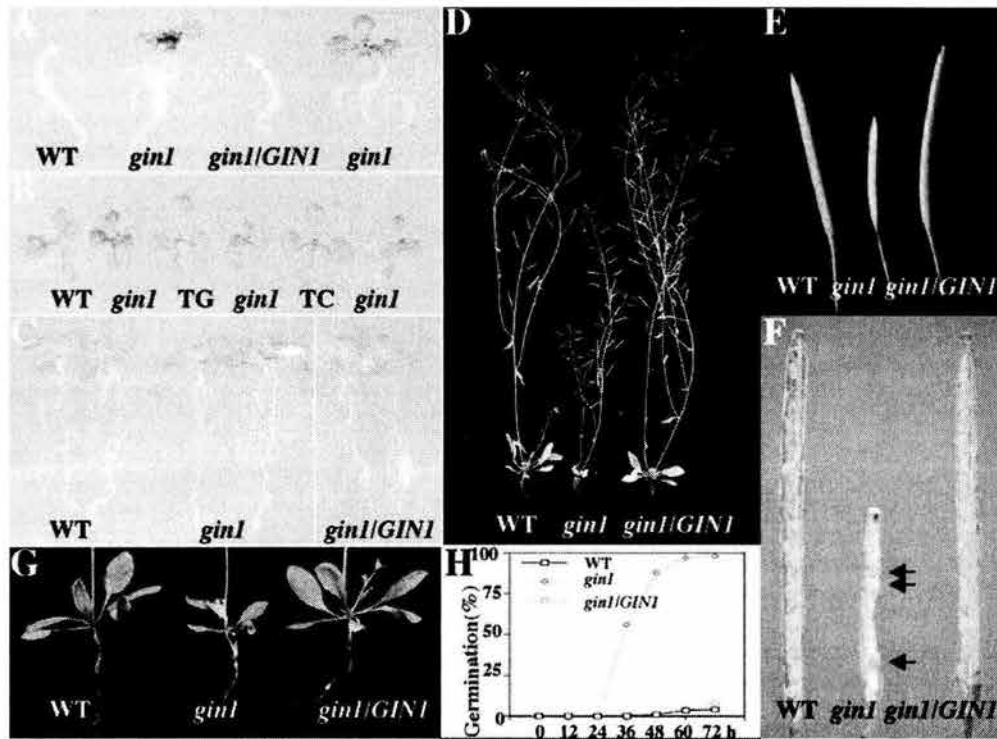 A
WT gin1 gin1/GIN1 gin1
B
WT gin1 TG gin1 TC gin1
C
WT gin1 gin1/GIN1
D
WT gin1 gin1/GIN1
E
WT gin1 gin1/GIN1
F
WT gin1 gin1/GIN1
G
WT gin1 gin1/GIN1
H
WT
gin1
gin1/GIN1
Germination(%)
100
75
50
25
0
0 12 24 36 48 60 72 h